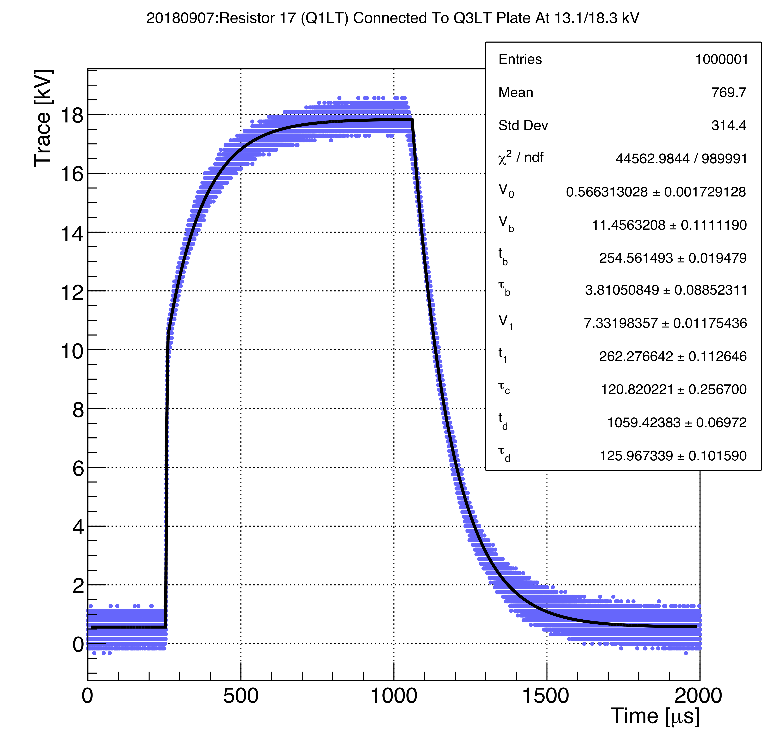 20180907:Resistor 17 (Q1LT) Connected To Q3LT Plate At 13.1/18.3 kV
Entries 1000001
Mean 769.7
Std Dev 314.4
χ² / ndf 44562.9844 / 989991
V₀ 0.566313028 ± 0.001729128
V_b 11.4563208 ± 0.1111190
t_b 254.561493 ± 0.019479
τ_b 3.81050849 ± 0.08852311
V₁ 7.33198357 ± 0.01175436
t₁ 262.276642 ± 0.112646
τ_c 120.820221 ± 0.256700
t_d 1059.42383 ± 0.06972
τ_d 125.967339 ± 0.101590
Trace [kV]
18
16
14
12
10
8
6
4
2
0
0 500 1000 1500 2000
Time [μs]